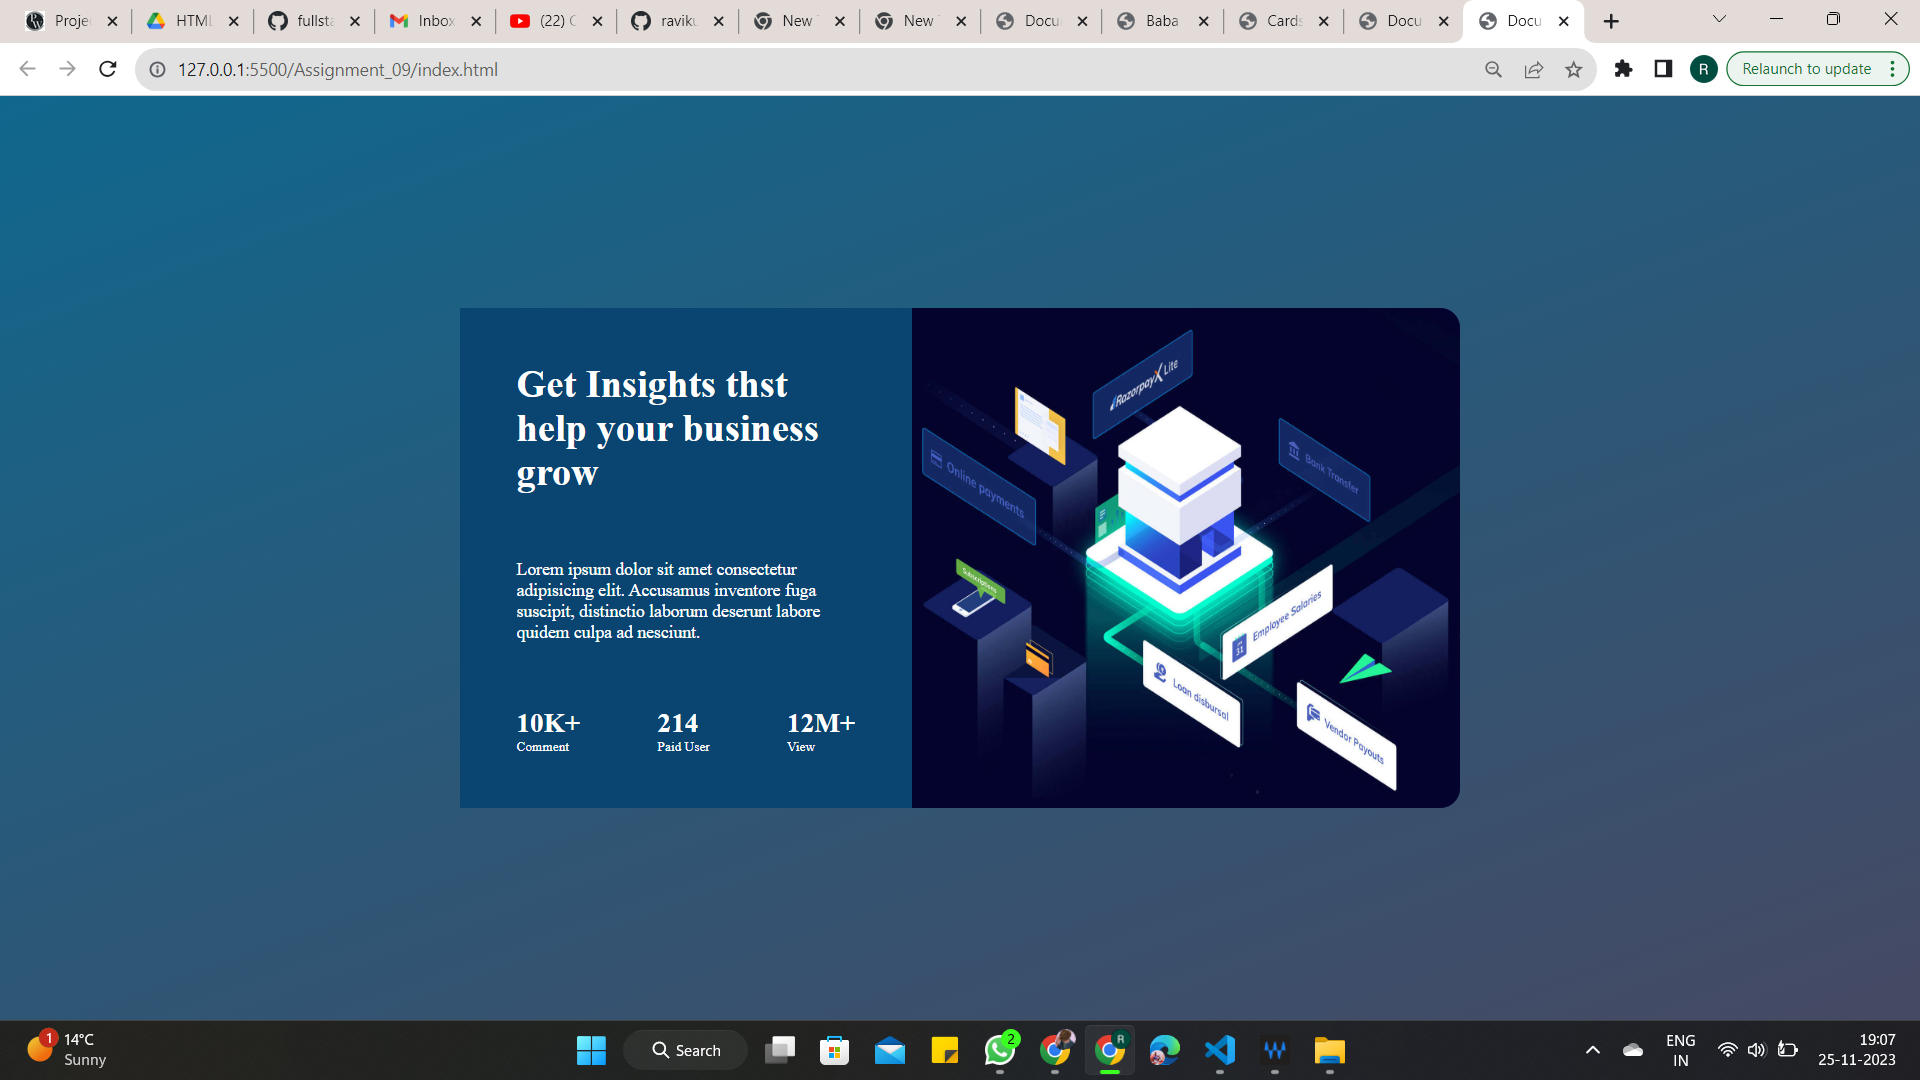 Proje
HTML
fullsta
Inbox
(22) C
raviku
New
New
Docu
Baba
Cards
Docu
Docu
127.0.0.1:5500/Assignment_09/index.html
R
Relaunch to update
Get Insights thst
help your business
grow
Lorem ipsum dolor sit amet consectetur
adipisicing elit. Accusamus inventore fuga
suscipit, distinctio laborum deserunt labore
quidem culpa ad nesciunt.
10K+
Comment
214
Paid User
12M+
View
RazorpayX Lite
Online payments
Bank Transfer
Subscriptions
Employee Salaries
31
Loan disbursal
Vendor Payouts
1
14°C
Sunny
Search
2
R
ENG
IN
19:07
25-11-2023